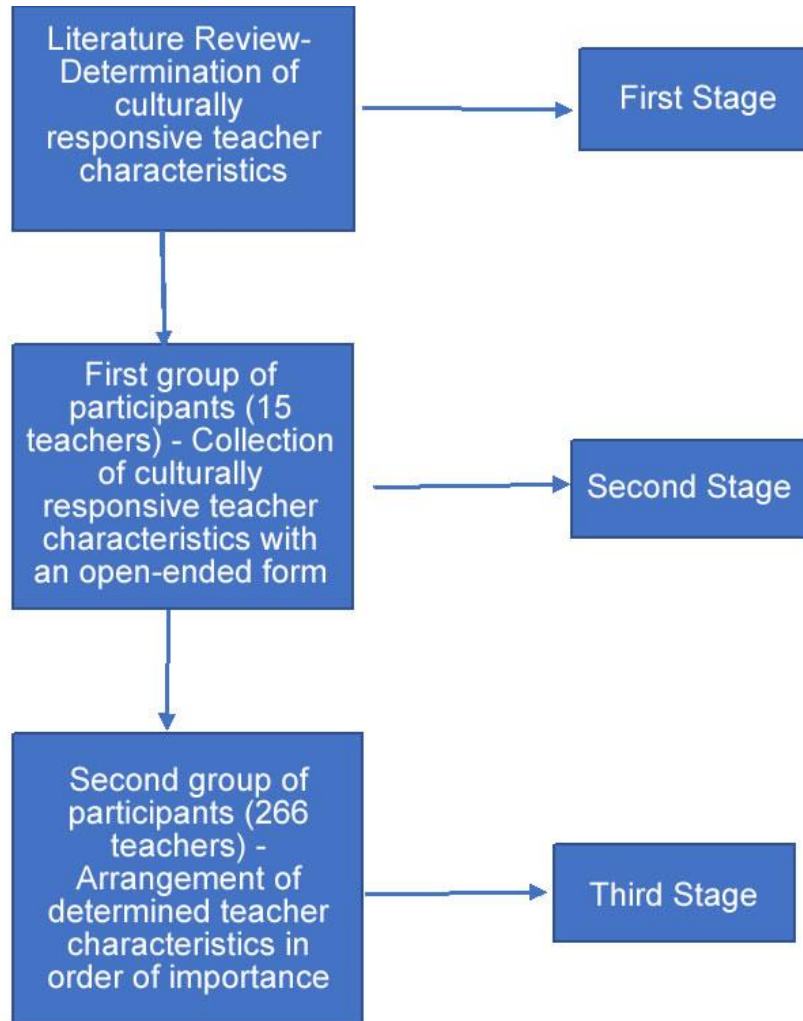 Literature Review-
Determination of
culturally
responsive teacher
characteristics
First Stage
First group of
participants (15
teachers) - Collection
of culturally
responsive teacher
characteristics with
an open-ended form
Second Stage
Second group of
participants (266
teachers) -
Arrangement of
determined teacher
characteristics in
order of importance
Third Stage